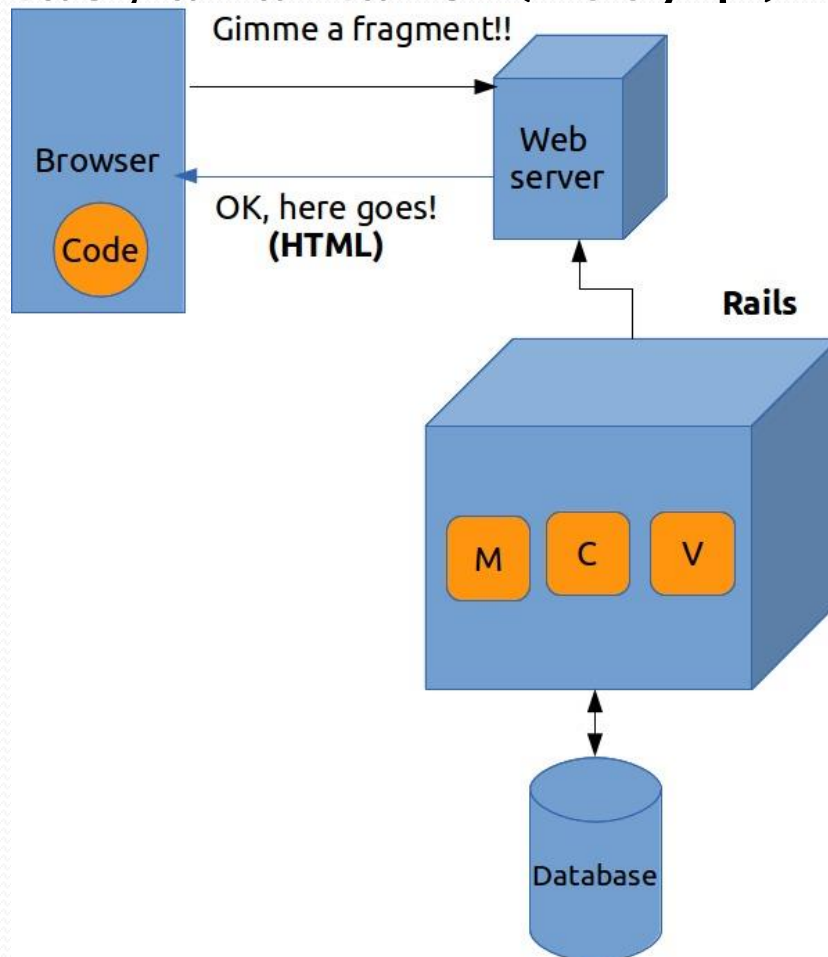 Gimme a fragment!!
Browser
Code
Web
server
OK, here goes!
(HTML)
Rails
M
C
V
Database